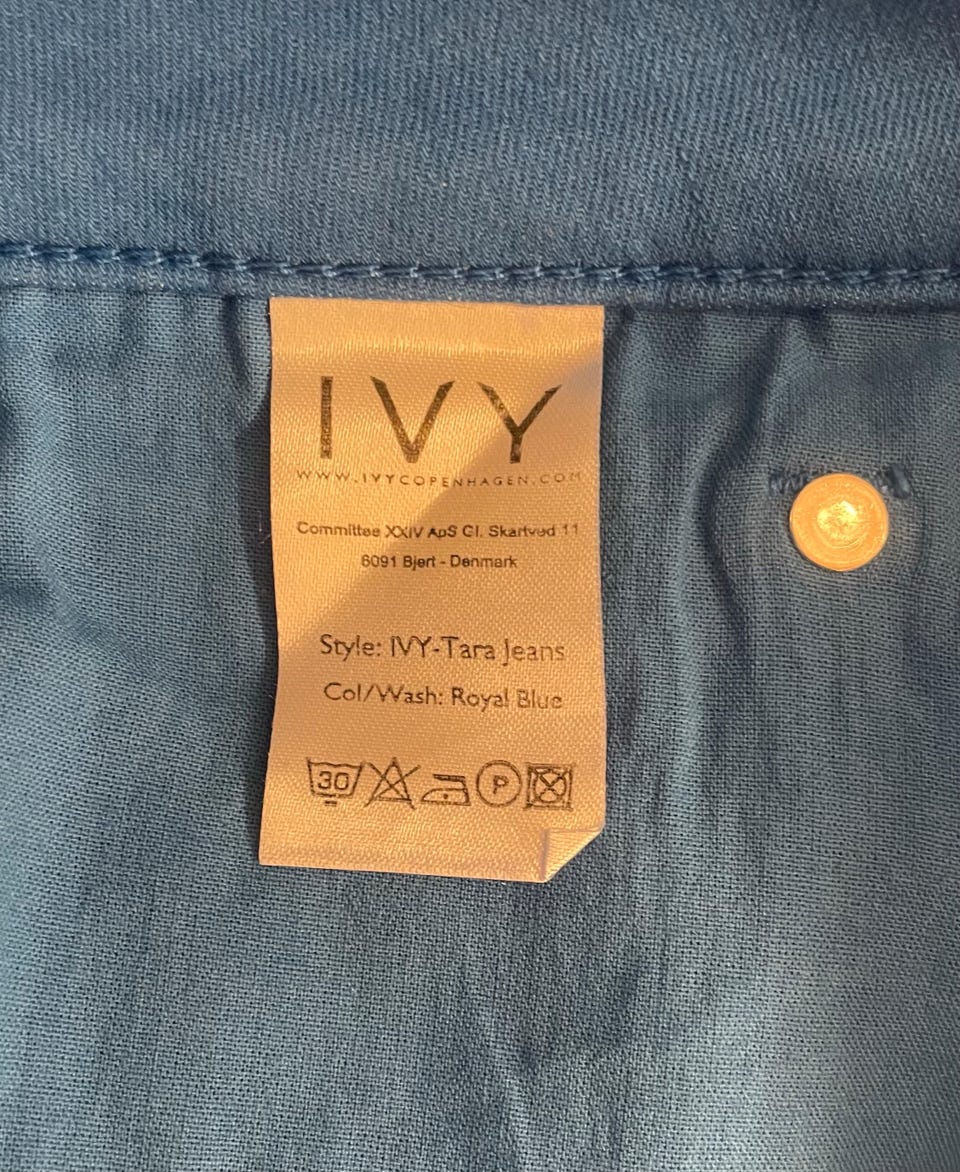 IVY
WWW.IVYCOPENHAGEN.COM
Committee XXIV ApS Gl. Skartved 11
6091 Bjert - Denmark
Style: IVY-Tara Jeans
Col/Wash: Royal Blue
30 P